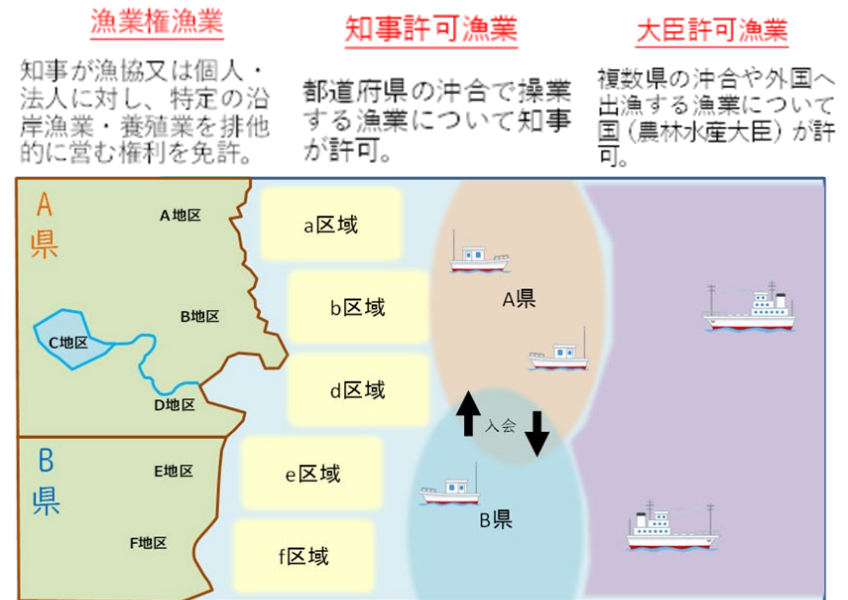 漁業権漁業
知事が漁協又は個人・
法人に対し、特定の沿
岸漁業・養殖業を排他
的に営む権利を免許。
知事許可漁業
都道府県の沖合で操業
する漁業について知事
が許可。
大臣許可漁業
複数県の沖合や外国へ
出漁する漁業について
国（農林水産大臣）が許
可。
A
県
A地区
B地区
C地区
D地区
B
県
E地区
F地区
a区域
b区域
d区域
e区域
f区域
A県
入会
B県